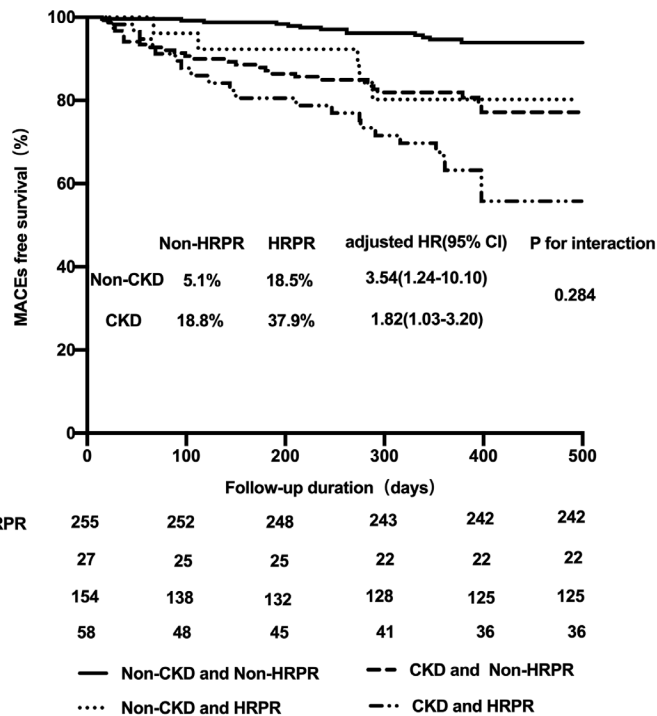 100
80
60
40
20
0
MACEs free survival (%)
Non-HRPR HRPR adjusted HR(95% CI) P for interaction
Non-CKD 5.1% 18.5% 3.54(1.24-10.10)
0.284
CKD 18.8% 37.9% 1.82(1.03-3.20)
0 100 200 300 400 500
Follow-up duration (days)
RPR 255 252 248 243 242 242
27 25 25 22 22 22
154 138 132 128 125 125
58 48 45 41 36 36
Non-CKD and Non-HRPR CKD and Non-HRPR
Non-CKD and HRPR CKD and HRPR